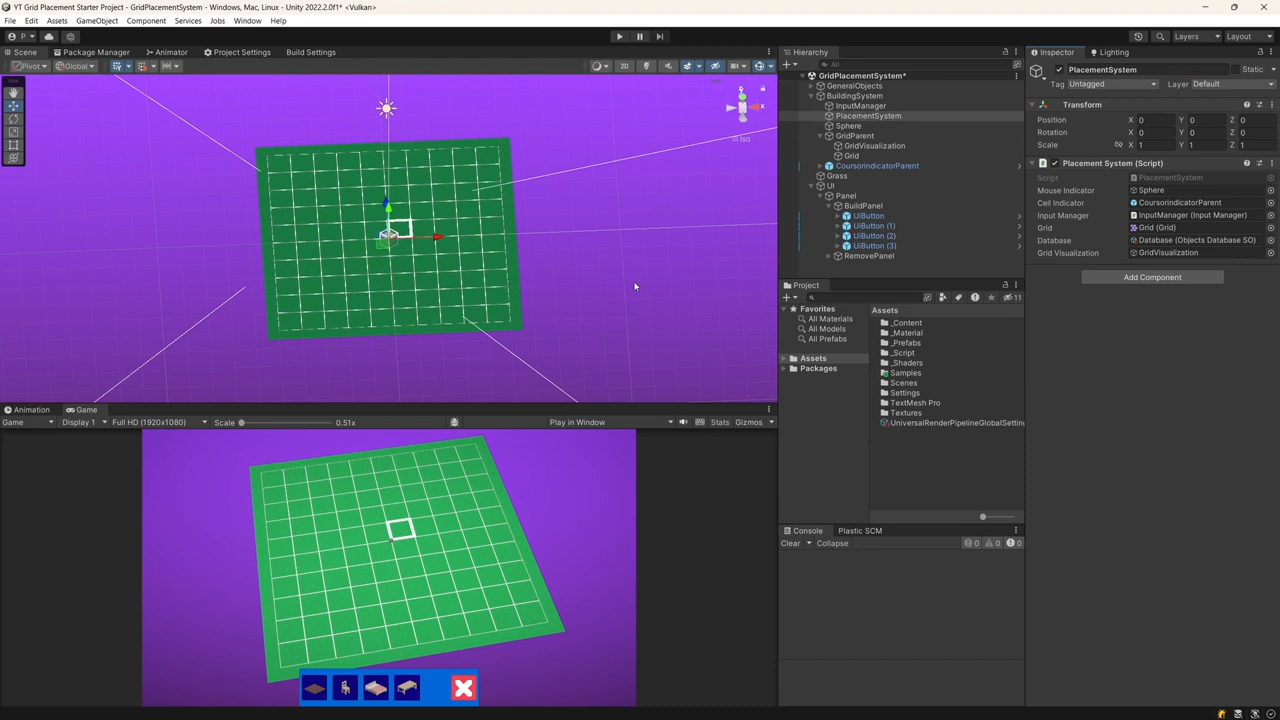 YT Grid Placement Starter Project - GridPlacementSystem - Windows, Mac, Linux - Unity 2022.2.0f1* <Vulkan>
File Edit Assets GameObject Component Services Jobs Window Help
P Layers Layout
Scene Package Manager Animator Project Settings Build Settings
Pivot Global 2D
x
Iso
Hierarchy
All
GridPlacementSystem*
GeneralObjects
BuildingSystem
InputManager
PlacementSystem
Sphere
GridParent
GridVisualization
Grid
CoursorIndicatorParent
Grass
UI
Panel
BuildPanel
UiButton
UiButton (1)
UiButton (2)
UiButton (3)
RemovePanel
Inspector Lighting
PlacementSystem Static
Tag Untagged Layer Default
Transform
Position X 0 Y 0 Z 0
Rotation X 0 Y 0 Z 0
Scale X 1 Y 1 Z 1
Placement System (Script)
Script PlacementSystem
Mouse Indicator Sphere
Cell Indicator CoursorIndicatorParent
Input Manager InputManager (Input Manager)
Grid Grid (Grid)
Database Database (Objects Database SO)
Grid Visualization GridVisualization
Add Component
Project
11
Favorites
All Materials
All Models
All Prefabs
Assets
Packages
Assets
_Content
_Material
_Prefabs
_Script
_Shaders
Samples
Scenes
Settings
TextMesh Pro
Textures
UniversalRenderPipelineGlobalSetting
Animation Game
Game Display 1 Full HD (1920x1080) Scale 0.51x Play in Window Stats Gizmos
Console Plastic SCM
Clear Collapse 0 0 0